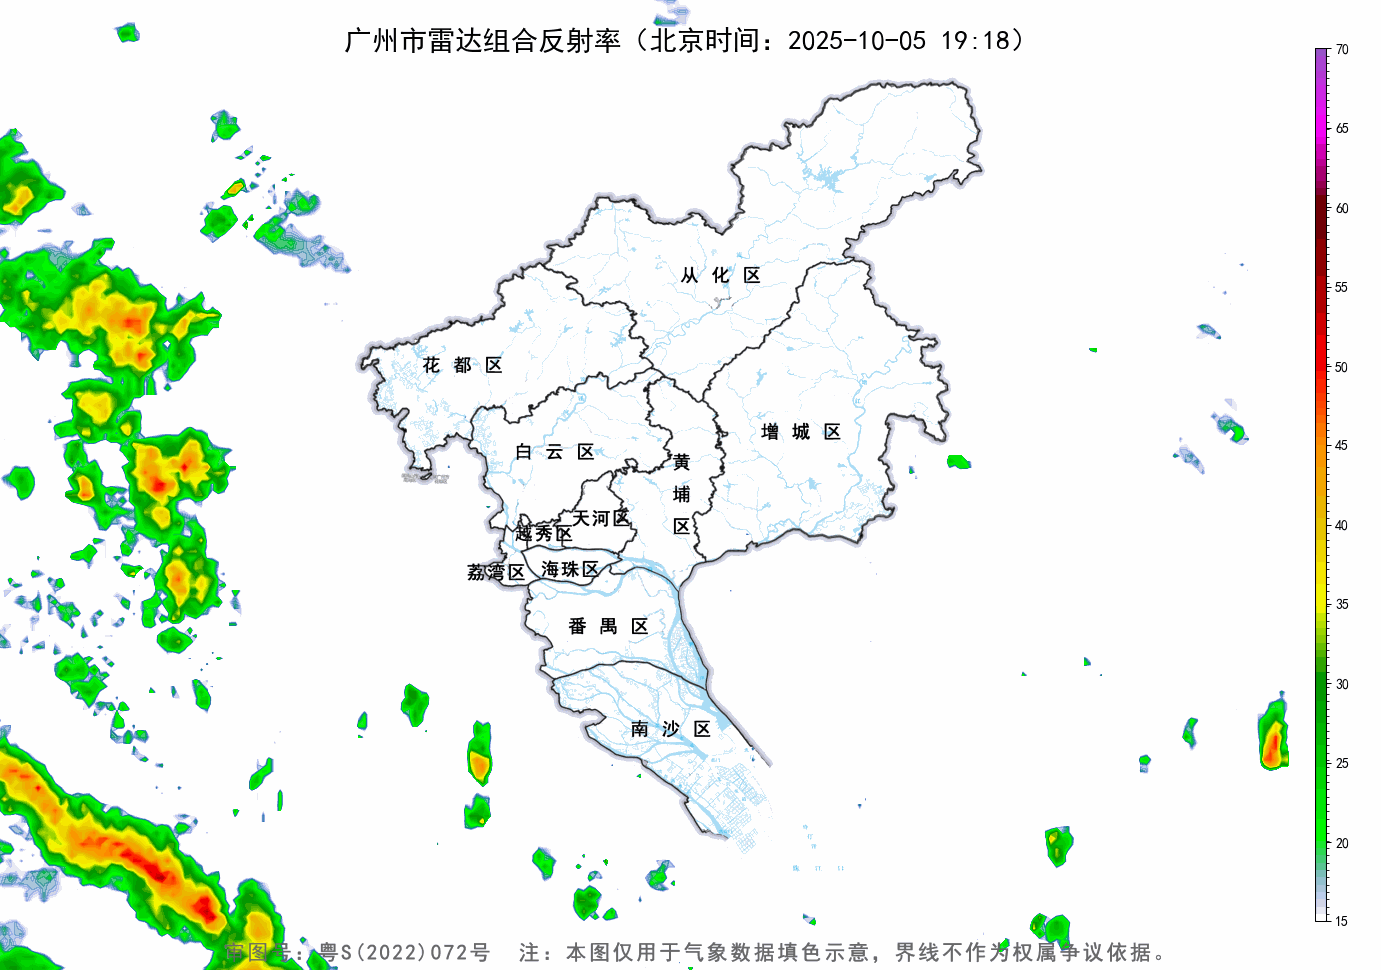 广州市雷达组合反射率（北京时间：2025-10-05 19:18）
70
65
60
55
50
45
40
35
30
25
20
15
从化区
花都区
增城区
白云区
黄埔区
天河区
越秀区
海珠区
荔湾区
番禺区
南沙区
审图号：粤S(2022)072号 注：本图仅用于气象数据填色示意，界线不作为权属争议依据。